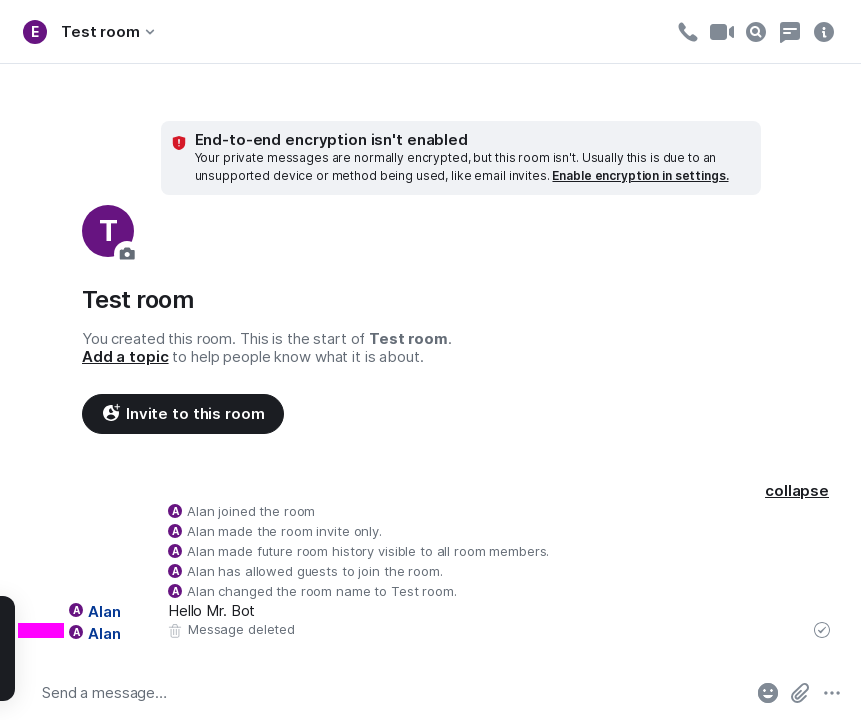 E Test room
End-to-end encryption isn't enabled
Your private messages are normally encrypted, but this room isn't. Usually this is due to an
unsupported device or method being used, like email invites. Enable encryption in settings.
T
Test room
You created this room. This is the start of Test room.
Add a topic to help people know what it is about.
Invite to this room
collapse
A Alan joined the room
A Alan made the room invite only.
A Alan made future room history visible to all room members.
A Alan has allowed guests to join the room.
A Alan changed the room name to Test room.
A Alan Hello Mr. Bot
A Alan Message deleted
Send a message…